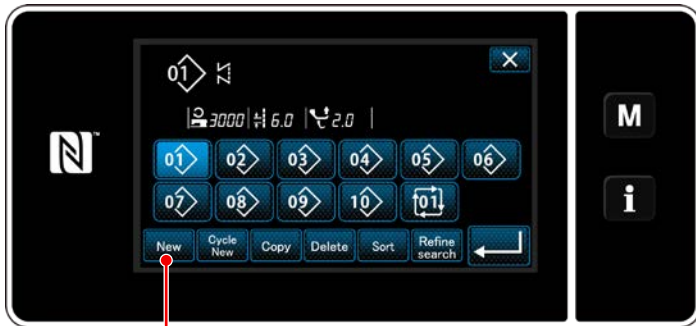 01
3000 6.0 2.0
M
01 02 03 04 05 06
07 08 09 10 01
i
New Cycle New Copy Delete Sort Refine search